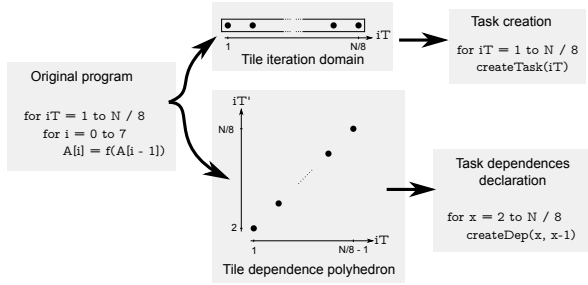 Original program
for iT = 1 to N / 8
for i = 0 to 7
A[i] = f(A[i - 1])
iT
1
N/8
Tile iteration domain
iT'
N/8
2
1
N/8 - 1
iT
Tile dependence polyhedron
Task creation
for iT = 1 to N / 8
createTask(iT)
Task dependences
declaration
for x = 2 to N / 8
createDep(x, x-1)